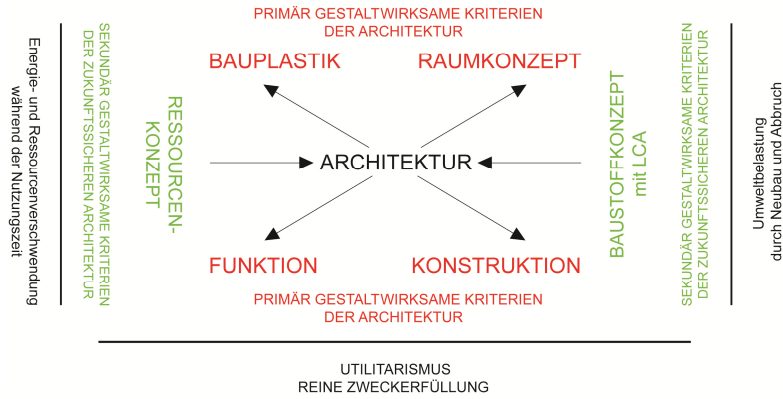 PRIMÄR GESTALTWIRKSAME KRITERIEN
DER ARCHITEKTUR
Energie- und Ressourcenverschwendung
während der Nutzungszeit
SEKUNDÄR GESTALTWIRKSAME KRITERIEN
DER ZUKUNFTSSICHEREN ARCHITEKTUR
RESSOURCEN-
KONZEPT
BAUPLASTIK
RAUMKONZEPT
ARCHITEKTUR
FUNKTION
KONSTRUKTION
BAUSTOFFKONZEPT
mit LCA
SEKUNDÄR GESTALTWIRKSAME KRITERIEN
DER ZUKUNFTSSICHEREN ARCHITEKTUR
Umweltbelastung
durch Neubau und Abbruch
PRIMÄR GESTALTWIRKSAME KRITERIEN
DER ARCHITEKTUR
UTILITARISMUS
REINE ZWECKERFÜLLUNG